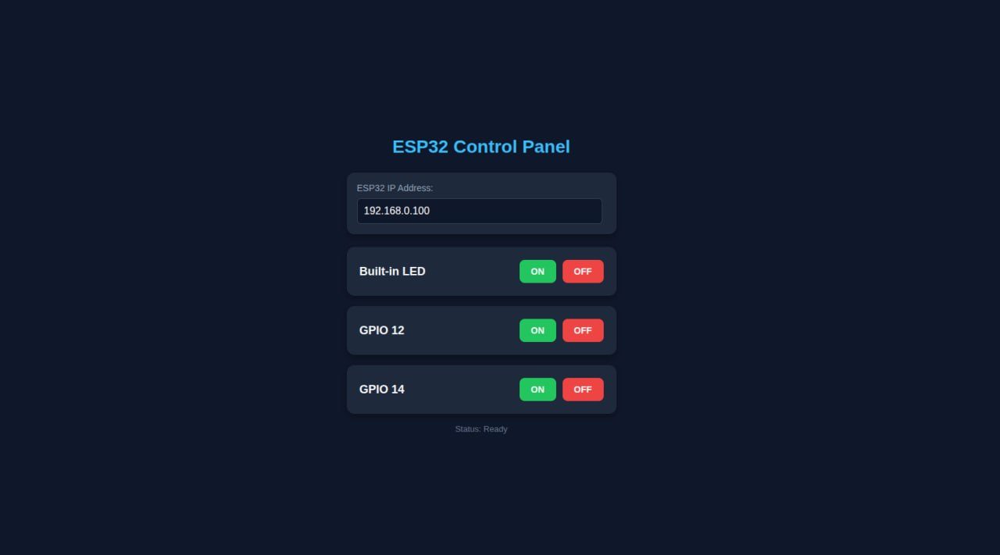 ESP32 Control Panel
ESP32 IP Address:
192.168.0.100
Built-in LED ON OFF
GPIO 12 ON OFF
GPIO 14 ON OFF
Status: Ready